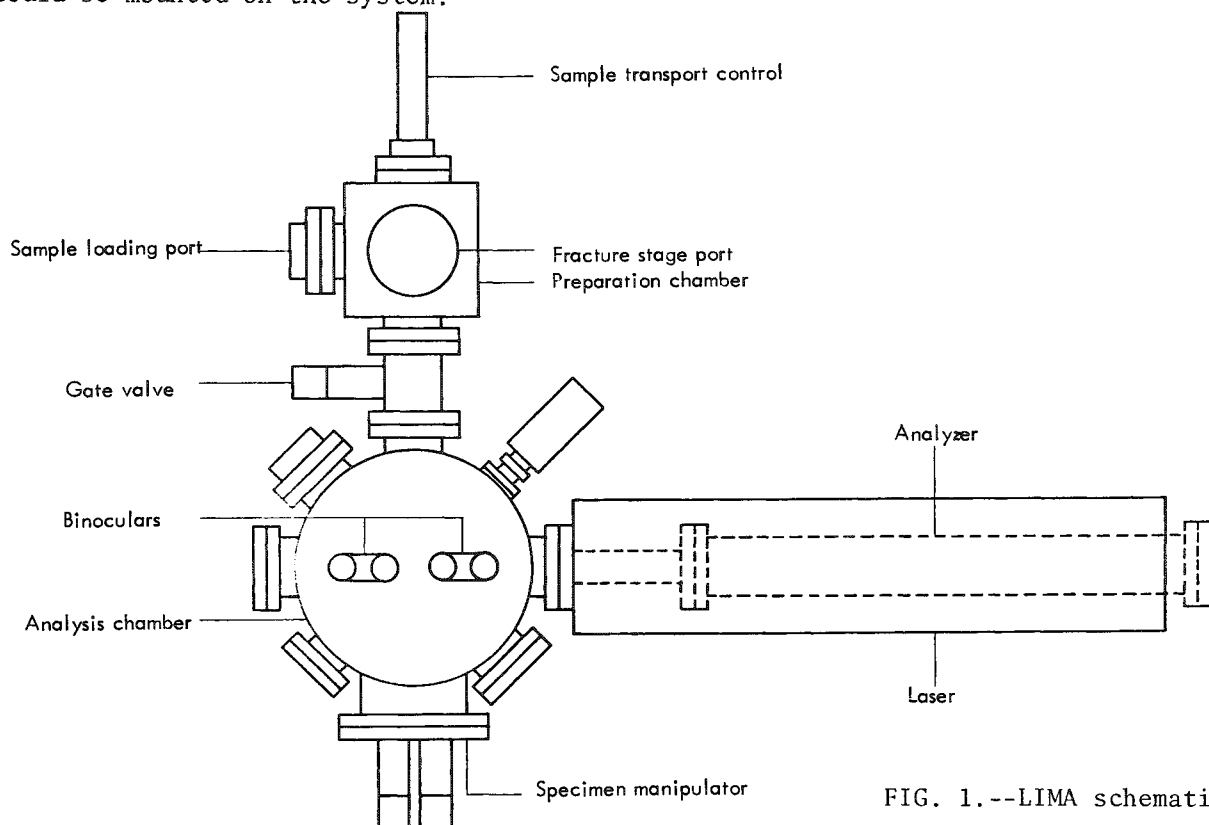 Sample transport control
Sample loading port
Fracture stage port
Preparation chamber
Gate valve
Analyzer
Binoculars
Analysis chamber
Laser
Specimen manipulator
FIG. 1.--LIMA schemati